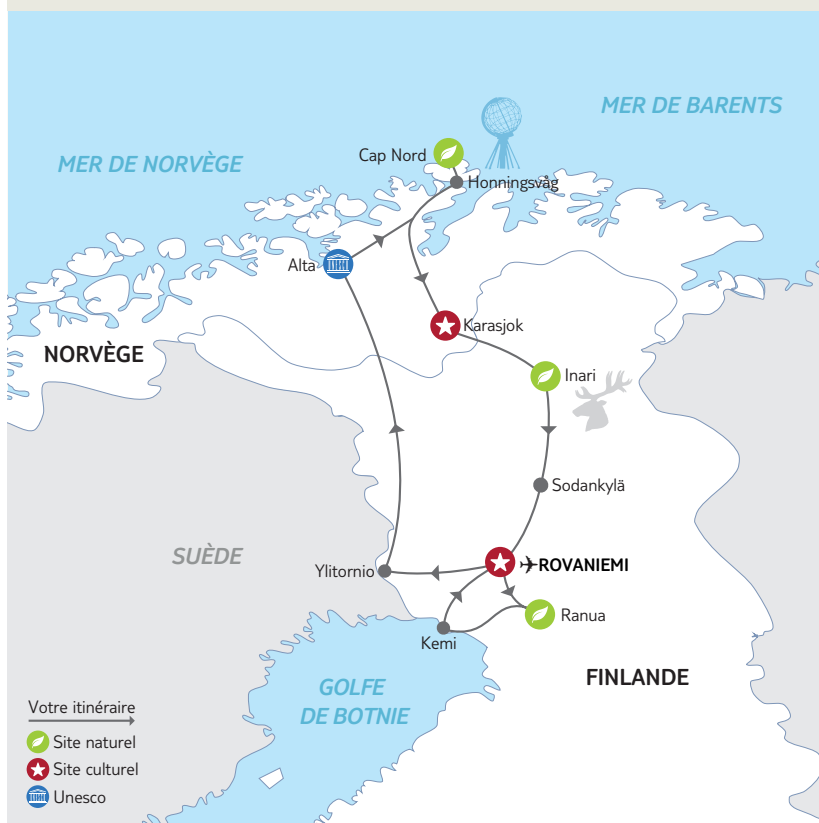 MER DE BARENTS
MER DE NORVÈGE
Cap Nord
Honningsvåg
Alta
Karasjok
NORVÈGE
Inari
Sodankylä
SUÈDE
Ylitornio
ROVANIEMI
Ranua
Kemi
FINLANDE
GOLFE
DE BOTNIE
Votre itinéraire
Site naturel
Site culturel
Unesco